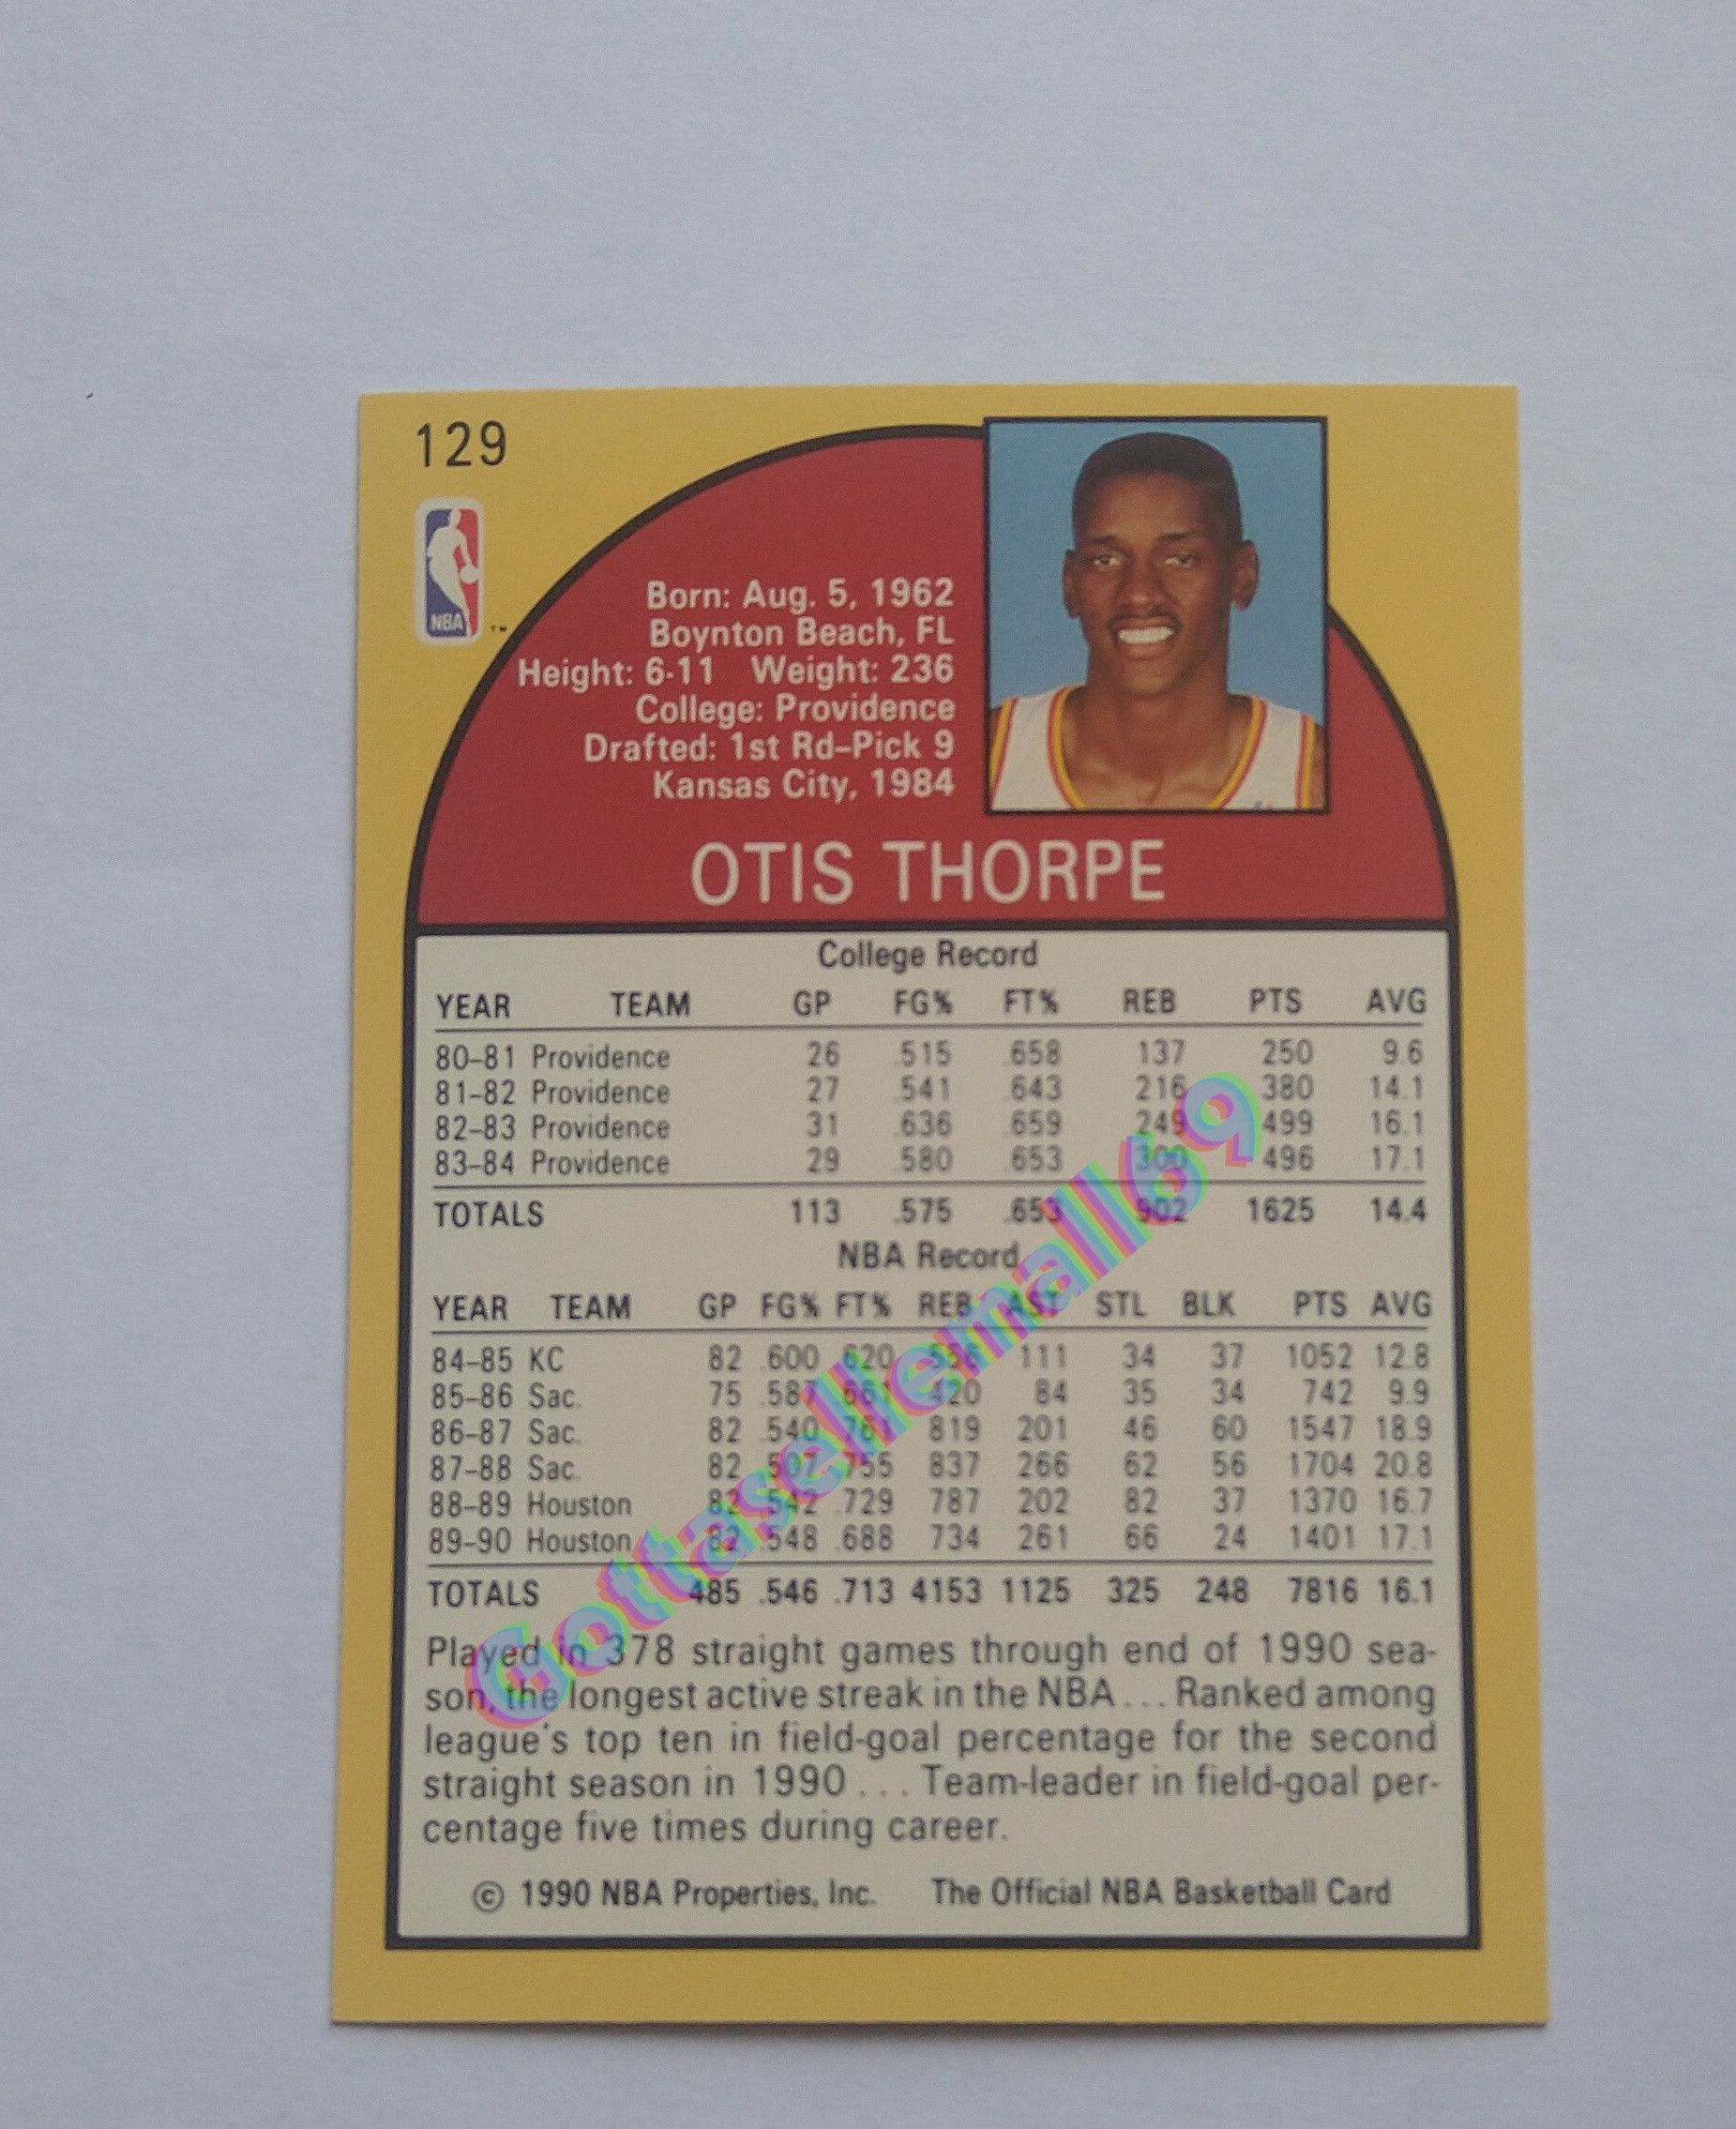 129
NBA
™
Born: Aug. 5, 1962
Boynton Beach, FL
Height: 6-11 Weight: 236
College: Providence
Drafted: 1st Rd–Pick 9
Kansas City, 1984
OTIS THORPE
College Record
YEAR TEAM GP FG% FT% REB PTS AVG
80–81 Providence 26 .515 .658 137 250 9.6
81–82 Providence 27 .541 .643 216 380 14.1
82–83 Providence 31 .636 .659 249 499 16.1
83–84 Providence 29 .580 .653 300 496 17.1
TOTALS 113 .575 .653 902 1625 14.4
NBA Record
YEAR TEAM GP FG% FT% REB AST STL BLK PTS AVG
84–85 KC 82 .600 .620 556 111 34 37 1052 12.8
85–86 Sac. 75 .587 .661 420 84 35 34 742 9.9
86–87 Sac. 82 .540 .761 819 201 46 60 1547 18.9
87–88 Sac. 82 .507 .755 837 266 62 56 1704 20.8
88–89 Houston 82 .542 .729 787 202 82 37 1370 16.7
89–90 Houston 82 .548 .688 734 261 66 24 1401 17.1
TOTALS 485 .546 .713 4153 1125 325 248 7816 16.1
Played in 378 straight games through end of 1990 sea-
son, the longest active streak in the NBA . . . Ranked among
league's top ten in field-goal percentage for the second
straight season in 1990 . . . Team-leader in field-goal per-
centage five times during career.
© 1990 NBA Properties, Inc. The Official NBA Basketball Card
Gottasellemall69